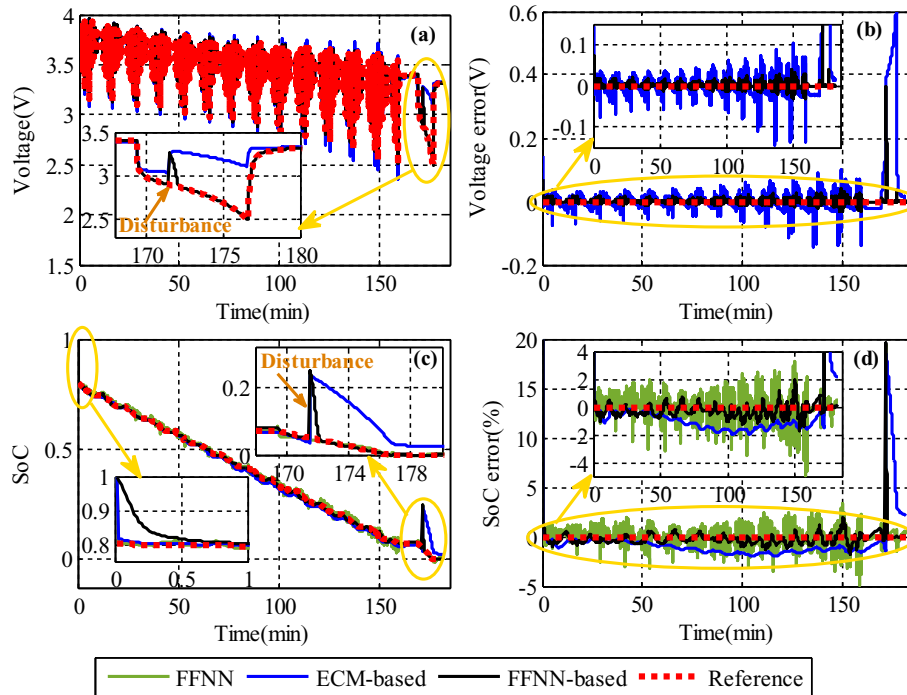 4
3.5
3
2.5
2
1.5
Voltage(V)
(a)
3.5
3
2.5
Disturbance
170 175 180
0 50 100 150
Time(min)
0.6
0.4
0.2
0
-0.2
Voltage error(V)
(b)
0.1
0
-0.1
0 50 100 150
0 50 100 150
Time(min)
1
0.5
0
SoC
(c)
Disturbance
0.2
0
170 174 178
1
0.9
0.8
0 0.5 1
0 50 100 150
Time(min)
20
15
10
5
0
-5
SoC error(%)
(d)
4
2
0
-2
-4
0 50 100 150
0 50 100 150
Time(min)
FFNN ECM-based FFNN-based Reference